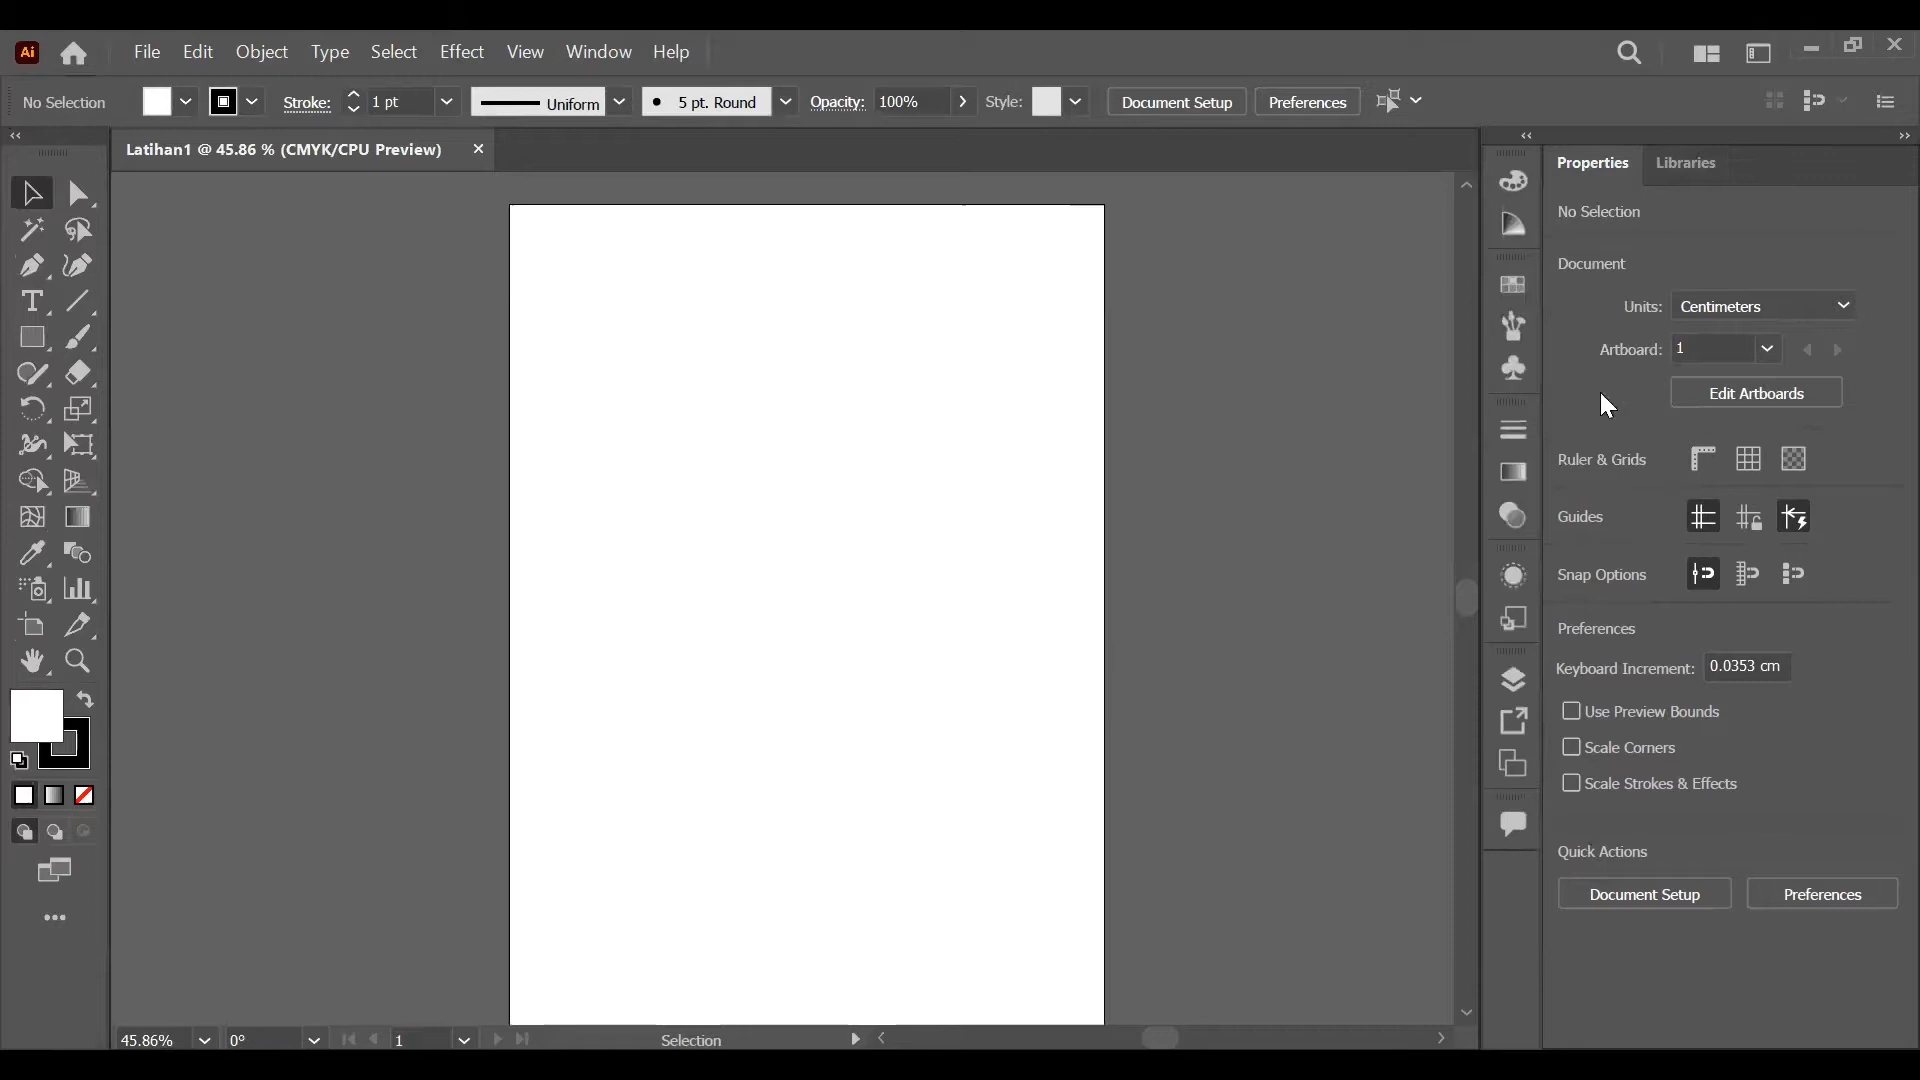 Ai File Edit Object Type Select Effect View Window Help
No Selection Stroke: 1 pt Uniform 5 pt. Round Opacity: 100% Style: Document Setup Preferences
Latihan1 @ 45.86 % (CMYK/CPU Preview)
Properties Libraries
No Selection
Document
Units: Centimeters
Artboard: 1
Edit Artboards
Ruler & Grids
Guides
Snap Options
Preferences
Keyboard Increment: 0.0353 cm
Use Preview Bounds
Scale Corners
Scale Strokes & Effects
Quick Actions
Document Setup Preferences
45.86% 0° 1 Selection